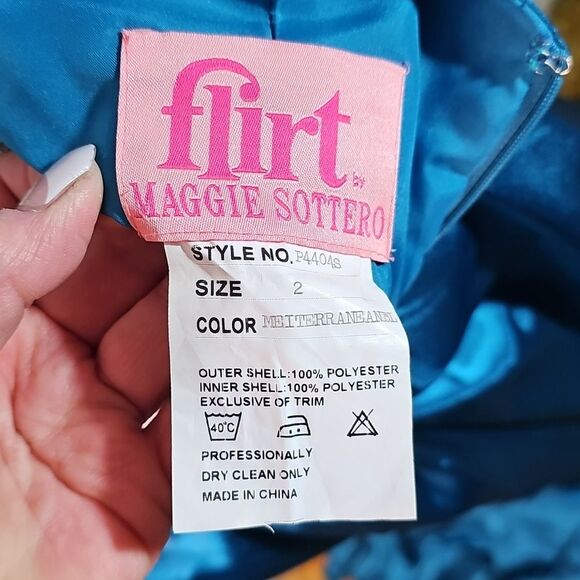 flirt
BY
MAGGIE SOTTERO
STYLE NO. P4404S
SIZE 2
COLOR MEITERRANEANBL
OUTER SHELL:100% POLYESTER
INNER SHELL:100% POLYESTER
EXCLUSIVE OF TRIM
40°C
PROFESSIONALLY
DRY CLEAN ONLY
MADE IN CHINA